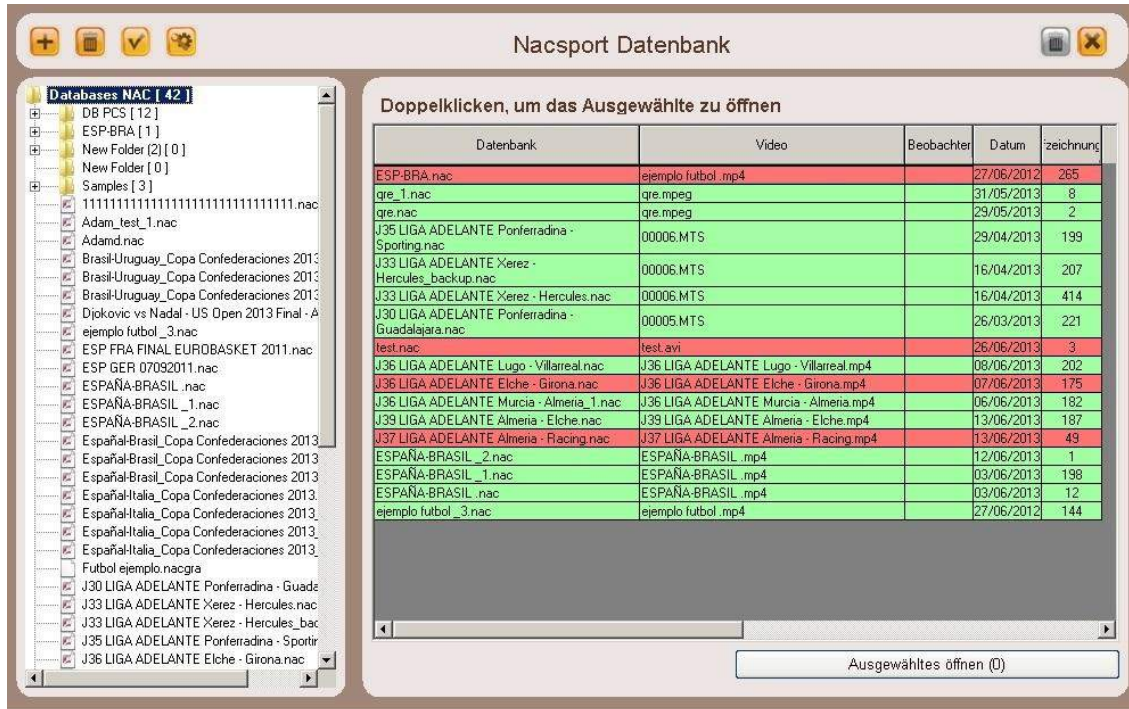 Nacsport Datenbank
Databases NAC [ 42 ]
DB PCS [ 12 ]
ESP-BRA [ 1 ]
New Folder (2) [ 0 ]
New Folder [ 0 ]
Samples [ 3 ]
Adam_test_1.nac
Adamd.nac
Brasil-Uruguay_Copa Confederaciones 2013
Brasil-Uruguay_Copa Confederaciones 2013
Brasil-Uruguay_Copa Confederaciones 2013
Djokovic vs Nadal - US Open 2013 Final - A
ejemplo futbol _3.nac
ESP FRA FINAL EUROBASKET 2011.nac
ESP GER 07092011.nac
ESPAÑA-BRASIL .nac
ESPAÑA-BRASIL _1.nac
ESPAÑA-BRASIL _2.nac
Español-Brasil_Copa Confederaciones 2013
Español-Brasil_Copa Confederaciones 2013
Español-Brasil_Copa Confederaciones 2013
Español-Italia_Copa Confederaciones 2013.
Español-Italia_Copa Confederaciones 2013_
Español-Italia_Copa Confederaciones 2013_
Español-Italia_Copa Confederaciones 2013_
Futbol ejemplo.nacgra
J30 LIGA ADELANTE Ponferradina - Guada
J33 LIGA ADELANTE Xerez - Hercules.nac
J33 LIGA ADELANTE Xerez - Hercules_bac
J35 LIGA ADELANTE Ponferradina - Sportir
J36 LIGA ADELANTE Elche - Girona.nac
Doppelklicken, um das Ausgewählte zu öffnen
Datenbank Video Beobachter Datum zeichnung
ESP-BRA.nac ejemplo futbol .mp4 27/06/2012 265
qre_1.nac qre.mpeg 31/05/2013 8
qre.nac qre.mpeg 29/05/2013 2
J35 LIGA ADELANTE Ponferradina -
Sporting.nac 00006.MTS 29/04/2013 199
J33 LIGA ADELANTE Xerez -
Hercules_backup.nac 00006.MTS 16/04/2013 207
J33 LIGA ADELANTE Xerez - Hercules.nac 00006.MTS 16/04/2013 414
J30 LIGA ADELANTE Ponferradina -
Guadalajara.nac 00005.MTS 26/03/2013 221
test.nac test.avi 26/06/2013 3
J36 LIGA ADELANTE Lugo - Villarreal.nac J36 LIGA ADELANTE Lugo - Villarreal.mp4 08/06/2013 202
J36 LIGA ADELANTE Elche - Girona.nac J36 LIGA ADELANTE Elche - Girona.mp4 07/06/2013 175
J36 LIGA ADELANTE Murcia - Almeria_1.nac J36 LIGA ADELANTE Murcia - Almeria.mp4 06/06/2013 182
J39 LIGA ADELANTE Almeria - Elche.nac J39 LIGA ADELANTE Almeria - Elche.mp4 13/06/2013 187
J37 LIGA ADELANTE Almeria - Racing.nac J37 LIGA ADELANTE Almeria - Racing.mp4 13/06/2013 49
ESPAÑA-BRASIL _2.nac ESPAÑA-BRASIL .mp4 12/06/2013 1
ESPAÑA-BRASIL _1.nac ESPAÑA-BRASIL .mp4 03/06/2013 198
ESPAÑA-BRASIL .nac ESPAÑA-BRASIL .mp4 03/06/2013 12
ejemplo futbol _3.nac ejemplo futbol .mp4 27/06/2012 144
Ausgewähltes öffnen (0)